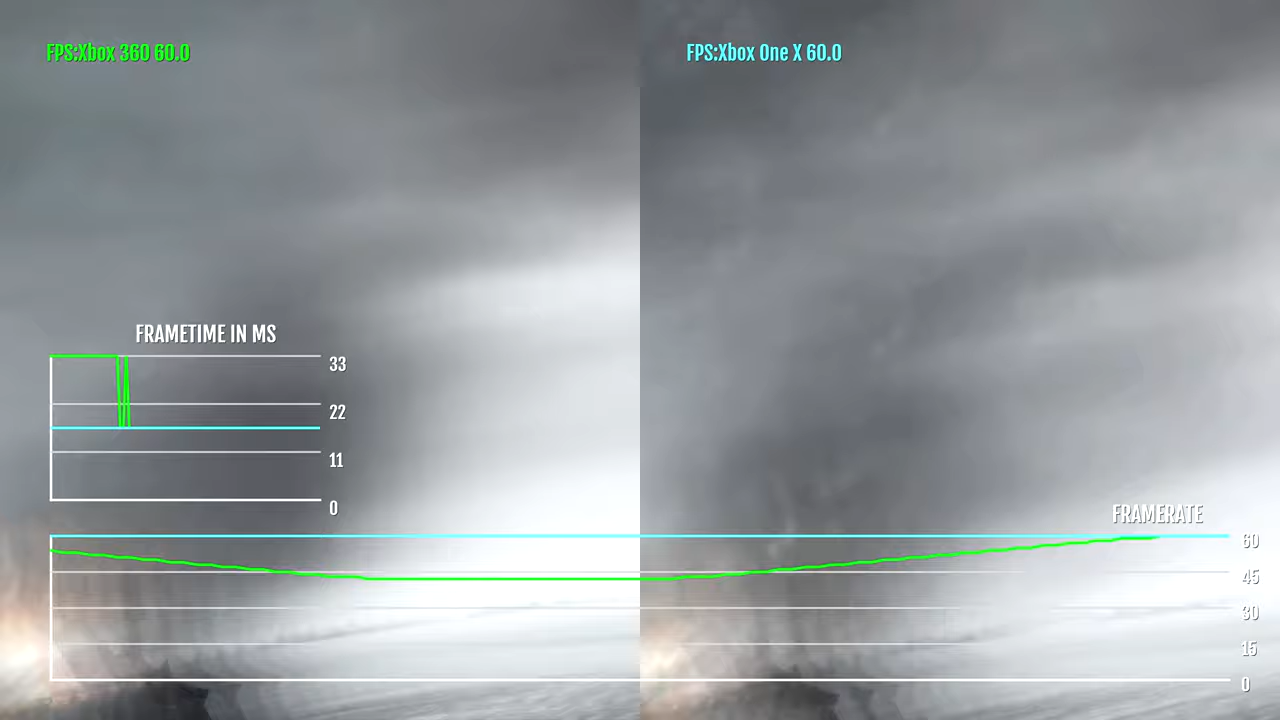 FPS:Xbox 360 60.0
FPS:Xbox One X 60.0
FRAMETIME IN MS
33
22
11
0
FRAMERATE
60
45
30
15
0